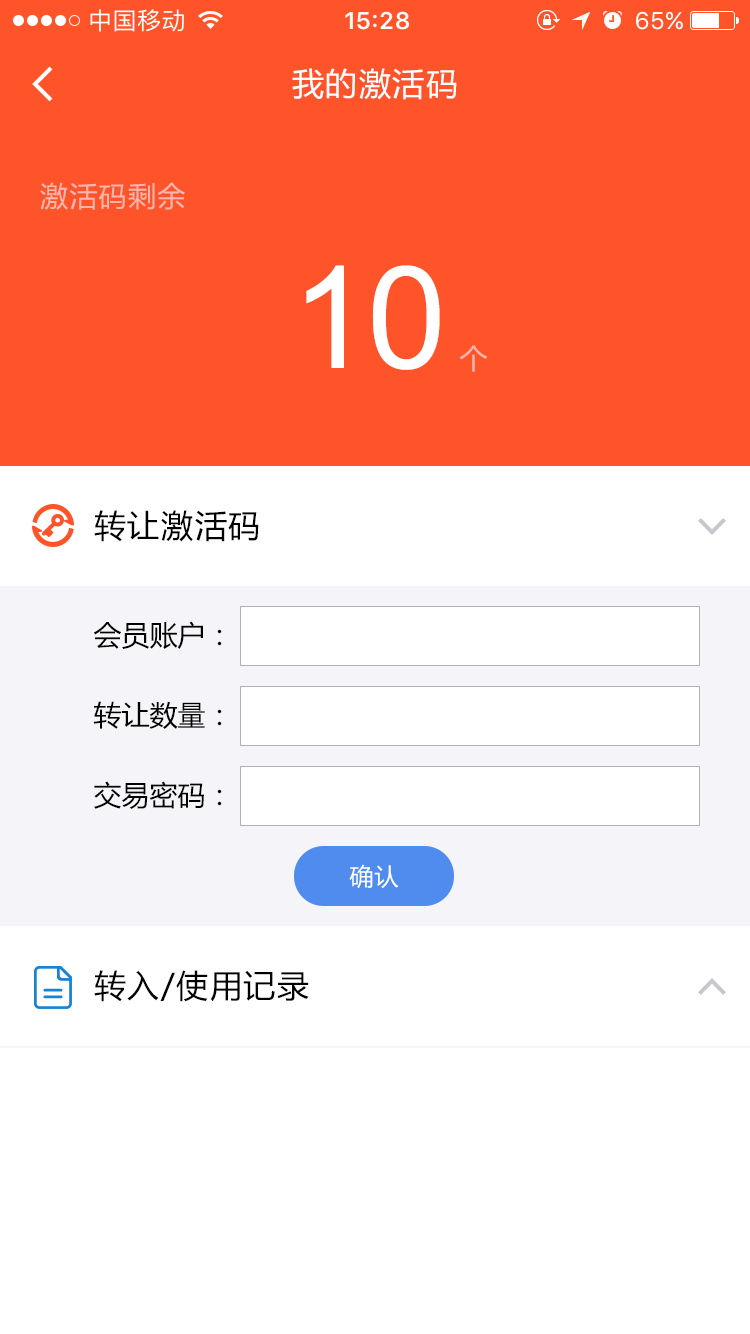 中国移动 15:28 65%
我的激活码
激活码剩余
10 个
转让激活码
会员账户：
转让数量：
交易密码：
确认
转入/使用记录